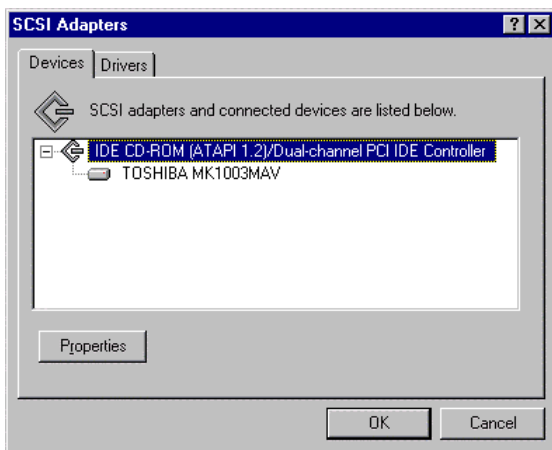 SCSI Adapters
Devices
Drivers
SCSI adapters and connected devices are listed below.
IDE CD-ROM (ATAPI 1.2)/Dual-channel PCI IDE Controller
TOSHIBA MK1003MAV
Properties
OK
Cancel